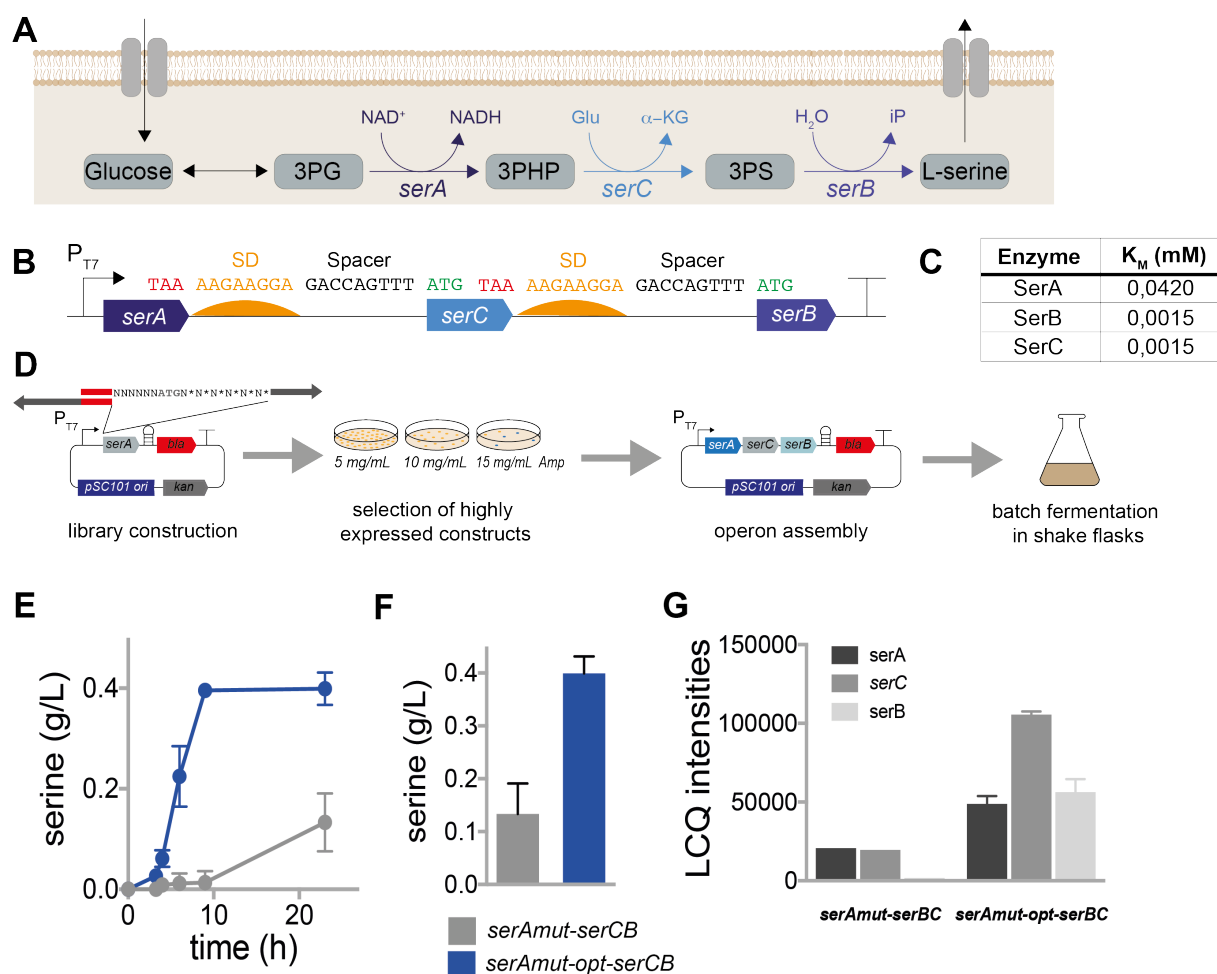 A
NAD⁺ NADH Glu α–KG H₂O iP
Glucose 3PG 3PHP 3PS L-serine
serA serC serB
B
P T7 SD Spacer SD Spacer
TAA AAGAAGGA GACCAGTTT ATG TAA AAGAAGGA GACCAGTTT ATG
serA serC serB
C
Enzyme K_M (mM)
SerA 0,0420
SerB 0,0015
SerC 0,0015
D
NNNNNNATGN*N*N*N*N*N*
P T7
serA bla
pSC101 ori kan
library construction
5 mg/mL 10 mg/mL 15 mg/mL Amp
selection of highly
expressed constructs
P T7
serA serC serB bla
pSC101 ori kan
operon assembly
batch fermentation
in shake flasks
E
serine (g/L)
0.4
0.2
0.0
0 10 20
time (h)
F
serine (g/L)
0.4
0.2
0.1
0.0
serAmut-serCB
serAmut-opt-serCB
G
LCQ intensities
150000
100000
50000
0
serA
serC
serB
serAmut-serBC serAmut-opt-serBC